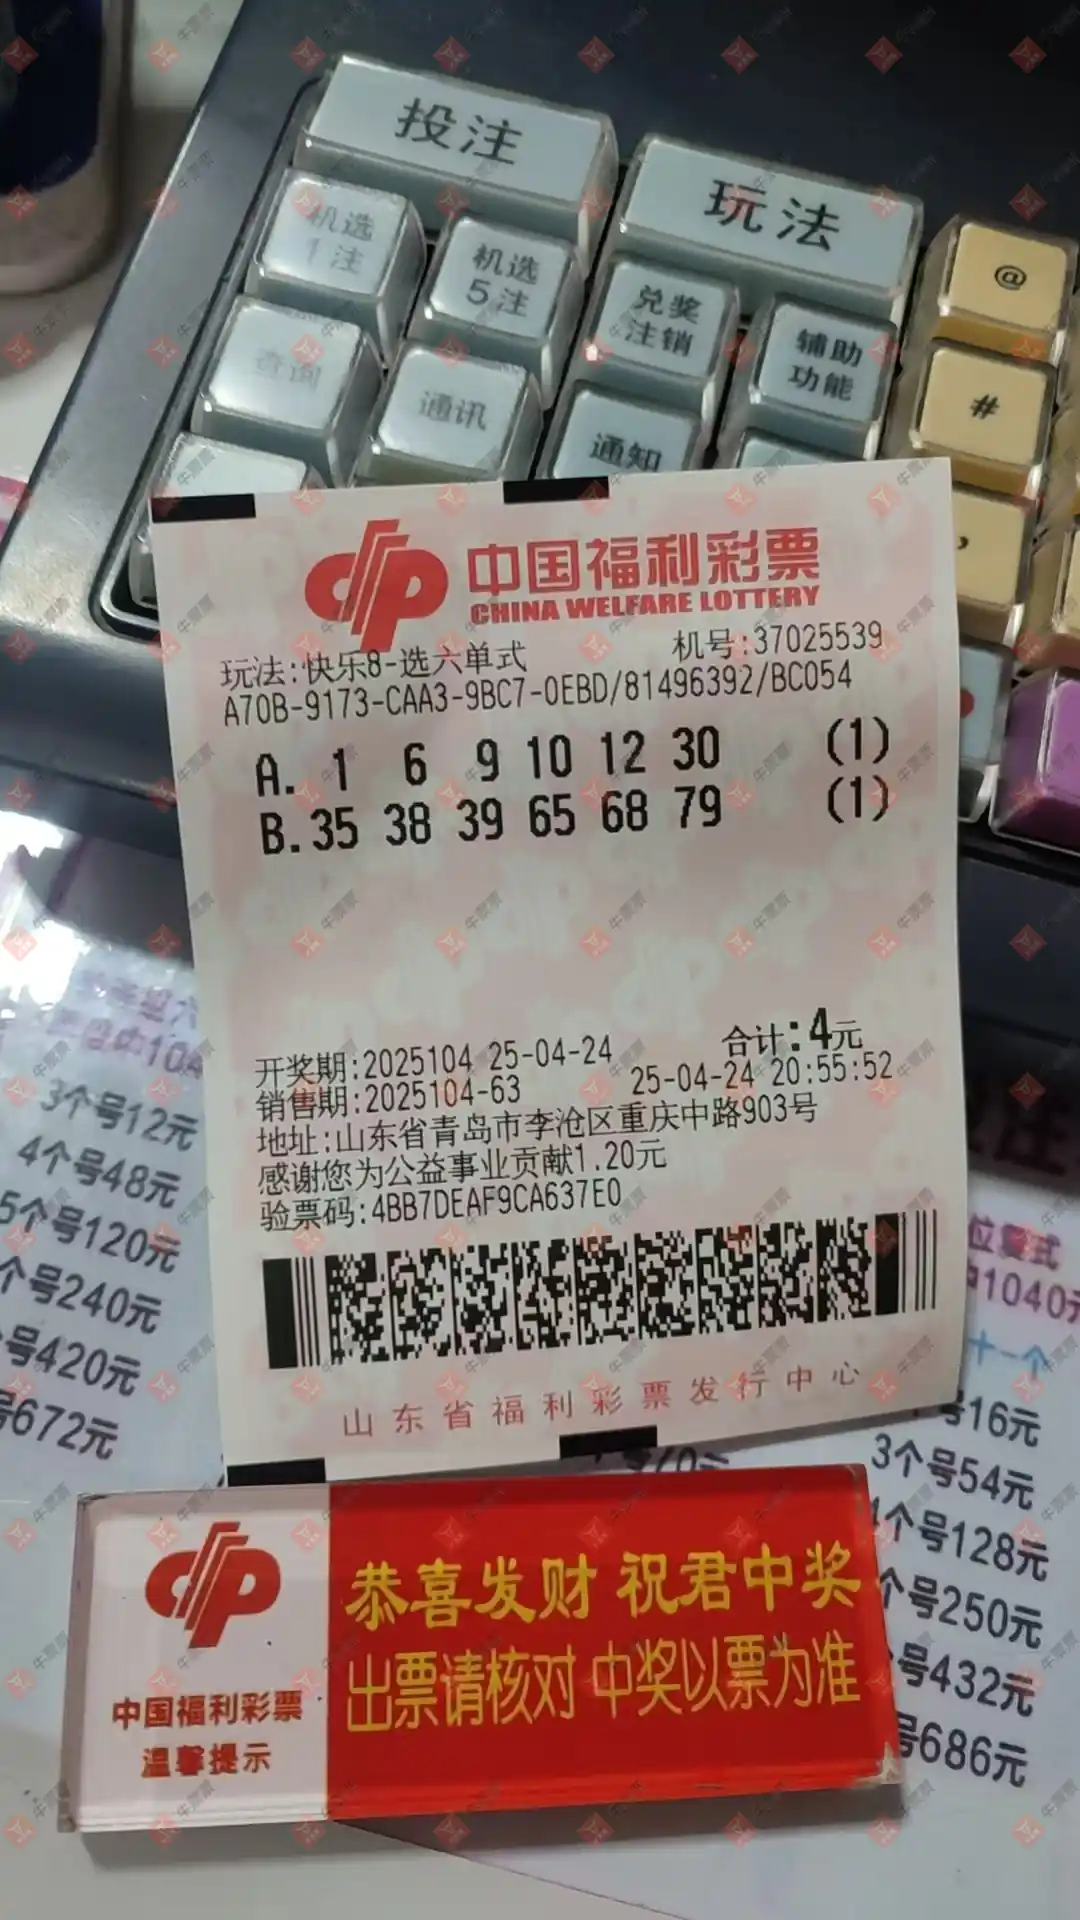 投注
玩法
机选
1注
机选
5注
兑奖
注销
辅助
功能
@
查询
通讯
通知
#
,
中国福利彩票
CHINA WELFARE LOTTERY
玩法:快乐8-选六单式 机号:37025539
A70B-9173-CAA3-9BC7-0EBD/81496392/BC054
A. 1 6 9 10 12 30 (1)
B.35 38 39 65 68 79 (1)
合计:4元
开奖期:2025104 25-04-24
销售期:2025104-63 25-04-24 20:55:52
地址:山东省青岛市李沧区重庆中路903号
感谢您为公益事业贡献1.20元
验票码:4BB7DEAF9CA637E0
山东省福利彩票发行中心
3个号12元
4个号48元
5个号120元
个号240元
号420元
号672元
位复式
1040元
十一个
号16元
3个号54元
个号128元
个号250元
号432元
号686元
中国福利彩票
温馨提示
恭喜发财 祝君中奖
出票请核对 中奖以票为准
牛票票